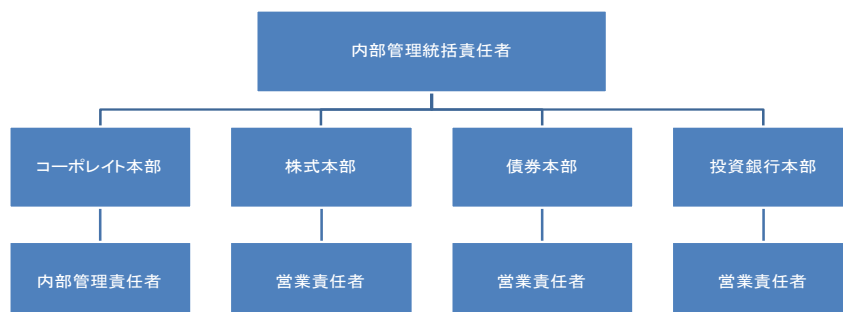 内部管理統括責任者
コーポレイト本部
株式本部
債券本部
投資銀行本部
内部管理責任者
営業責任者
営業責任者
営業責任者